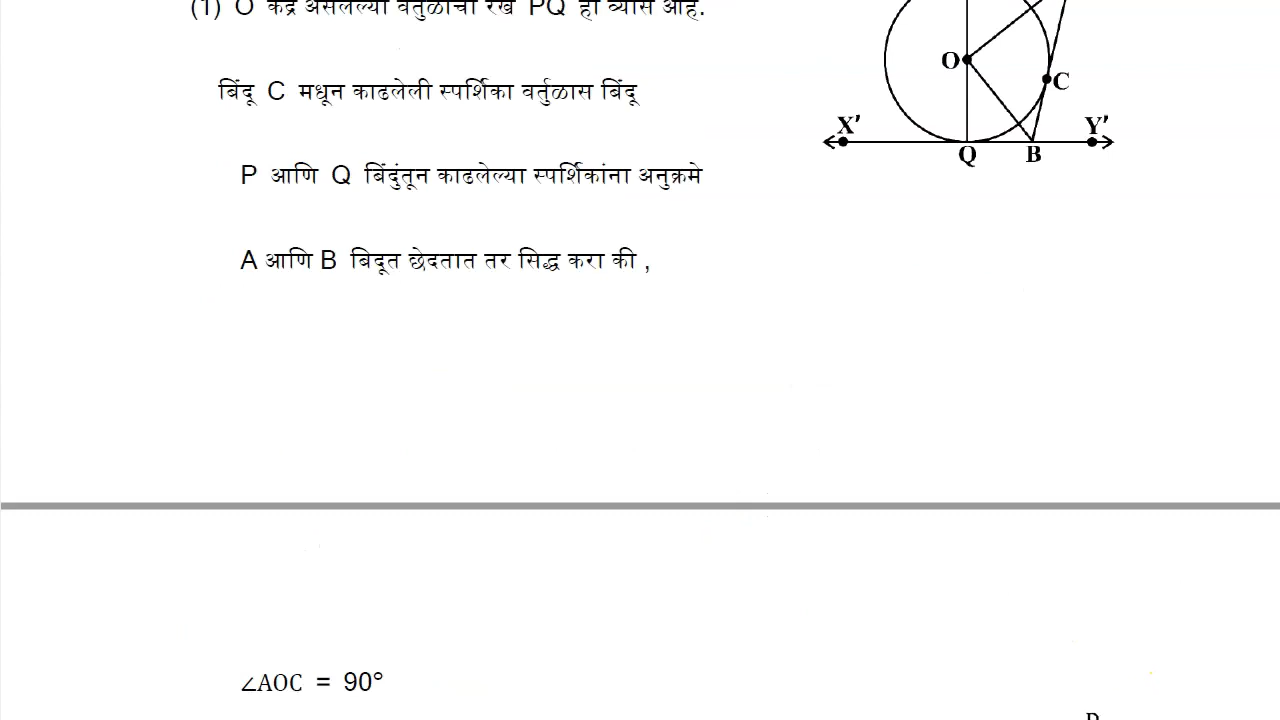 (1) O केंद्र असलेल्या वर्तुळाचा रेख PQ हा व्यास आहे.
O
बिंदू C मधून काढलेली स्पर्शिका वर्तुळास बिंदू
C
X′
Y′
Q
B
P आणि Q बिंदुंतून काढलेल्या स्पर्शिकांना अनुक्रमे
A आणि B बिदूत छेदतात तर सिद्ध करा की ,
∠AOC = 90°